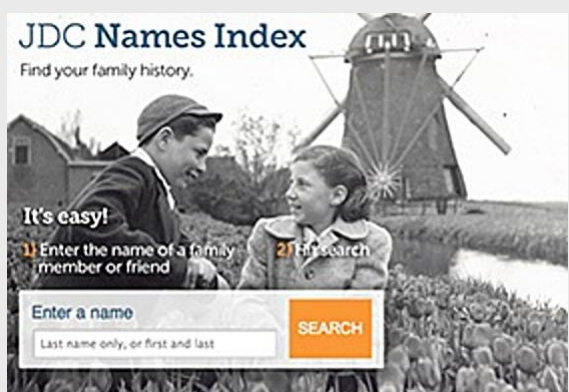 JDC Names Index
Find your family history.
It's easy!
1) Enter the name of a family
member or friend
2) Hit search
Enter a name
SEARCH
Last name only, or first and last